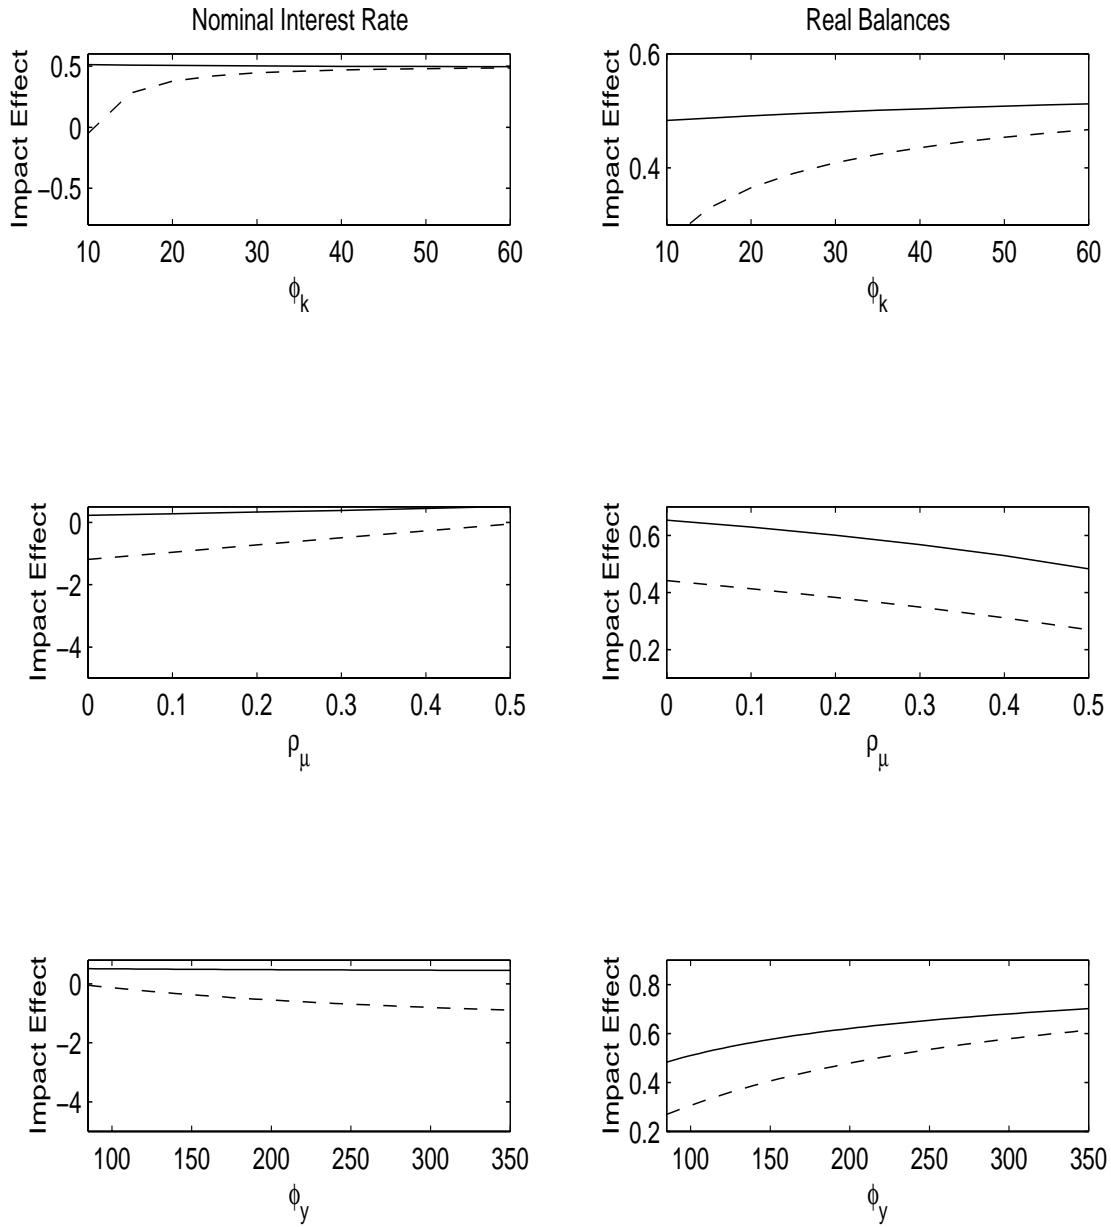 Nominal Interest Rate
Real Balances
Impact Effect
0.5
0
−0.5
10 20 30 40 50 60
ϕk
Impact Effect
0.6
0.4
10 20 30 40 50 60
ϕk
Impact Effect
0
−2
−4
0 0.1 0.2 0.3 0.4 0.5
ρμ
Impact Effect
0.6
0.4
0.2
0 0.1 0.2 0.3 0.4 0.5
ρμ
Impact Effect
0
−2
−4
100 150 200 250 300 350
ϕy
Impact Effect
0.8
0.6
0.4
0.2
100 150 200 250 300 350
ϕy